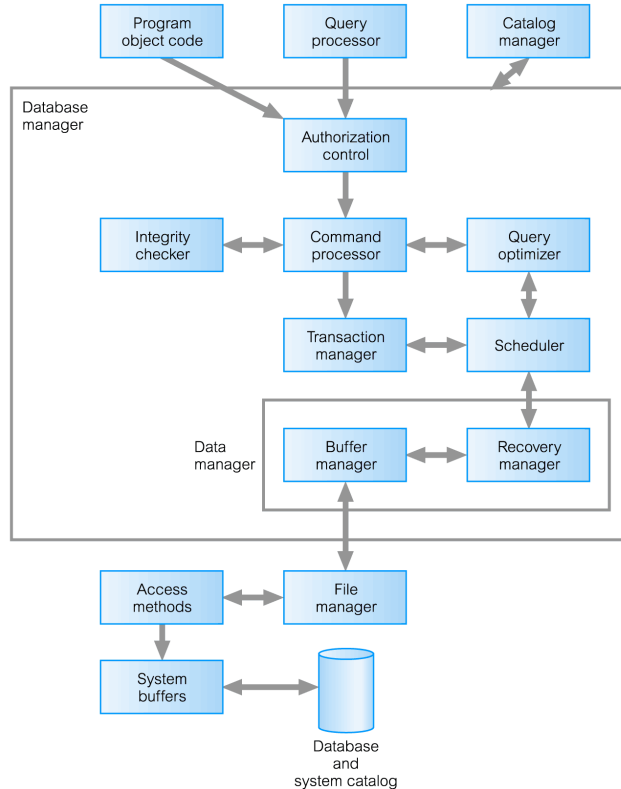 Program
object code
Query
processor
Catalog
manager
Database
manager
Authorization
control
Integrity
checker
Command
processor
Query
optimizer
Transaction
manager
Scheduler
Data
manager
Buffer
manager
Recovery
manager
Access
methods
File
manager
System
buffers
Database
and
system catalog